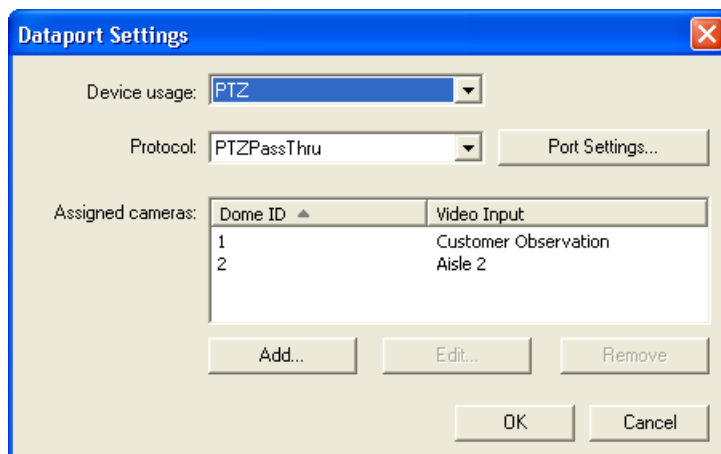 Dataport Settings
Device usage: PTZ
Protocol: PTZPassThru Port Settings...
Assigned cameras: Dome ID Video Input
1 Customer Observation
2 Aisle 2
Add... Edit... Remove
OK Cancel